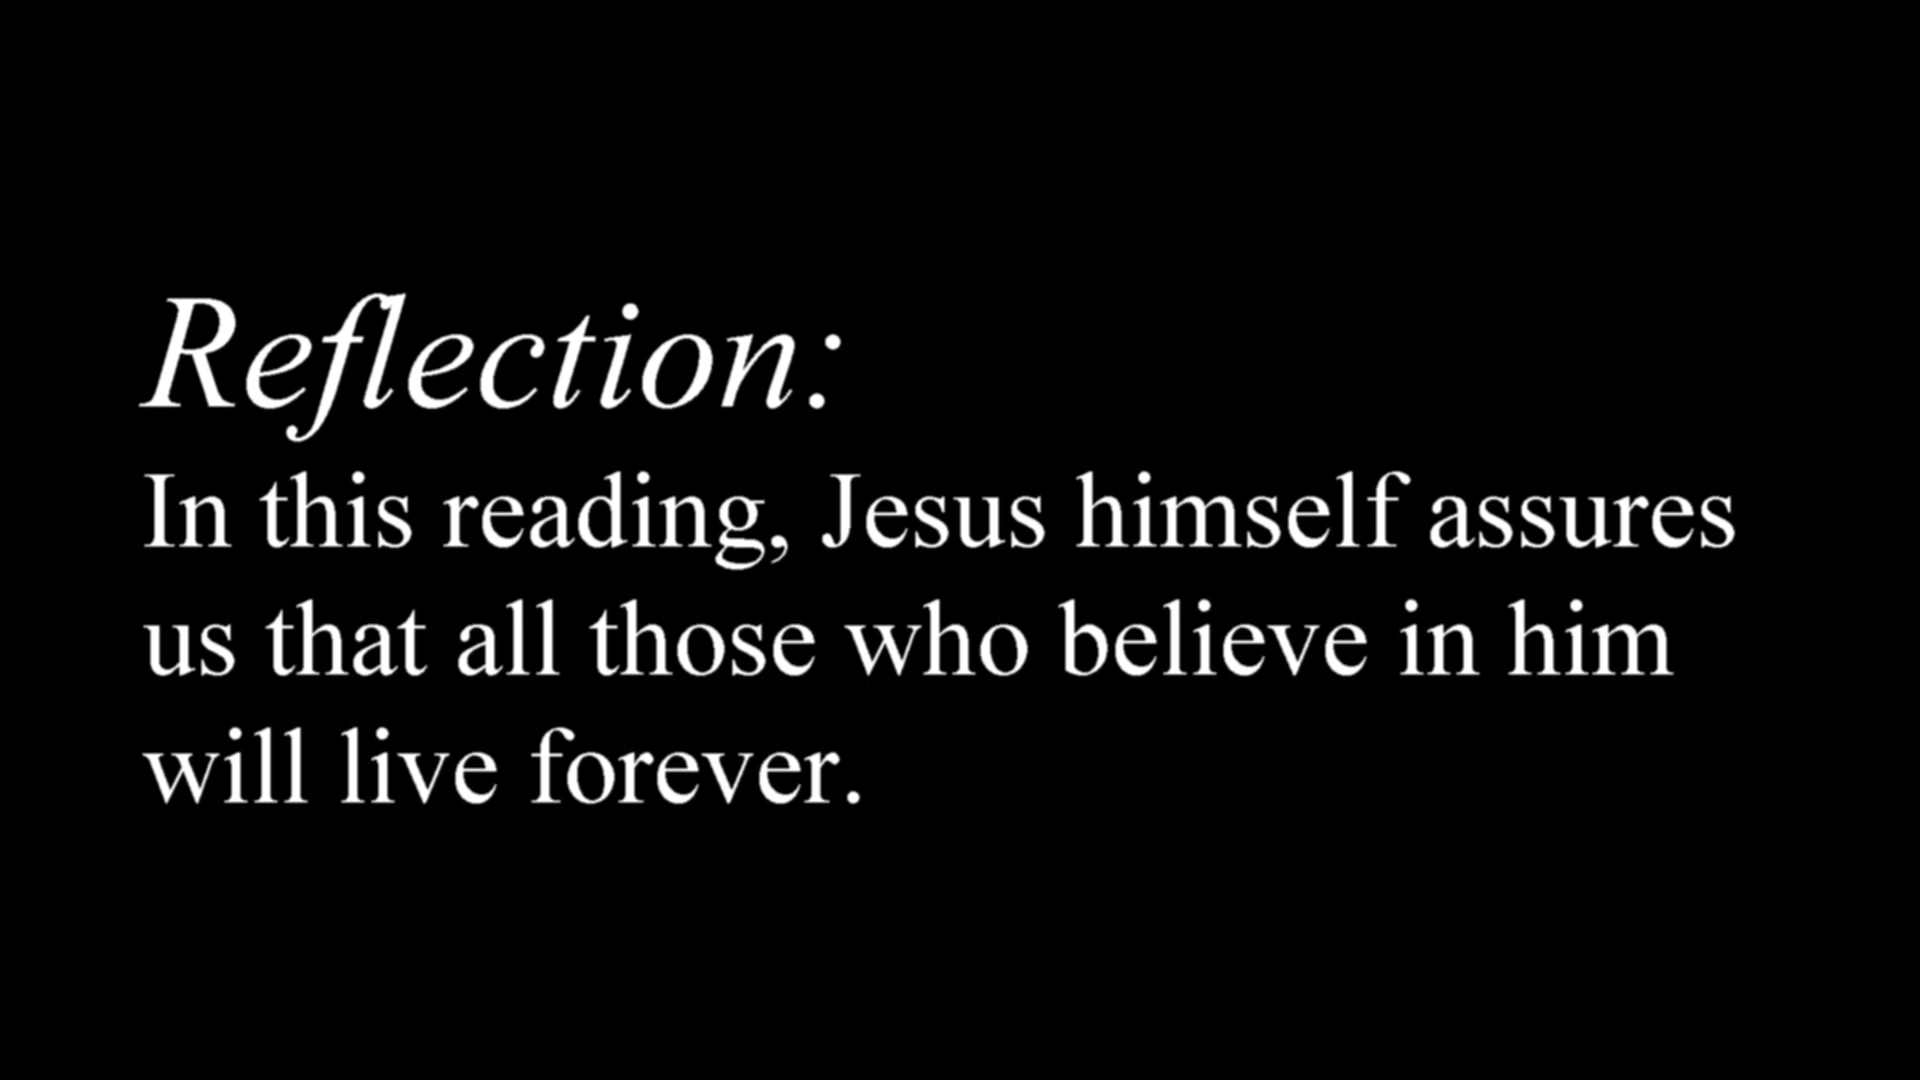 Reflection:
In this reading, Jesus himself assures
us that all those who believe in him
will live forever.